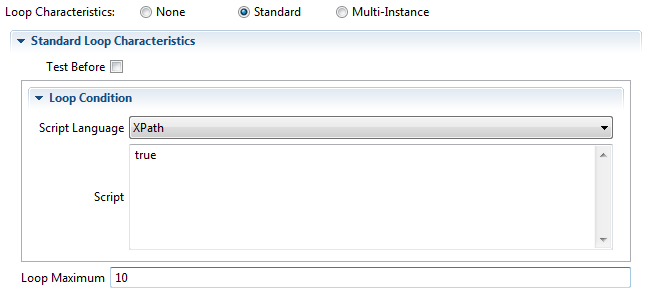 Loop Characteristics: None Standard Multi-Instance
Standard Loop Characteristics
Test Before
Loop Condition
Script Language XPath
true
Script
Loop Maximum 10